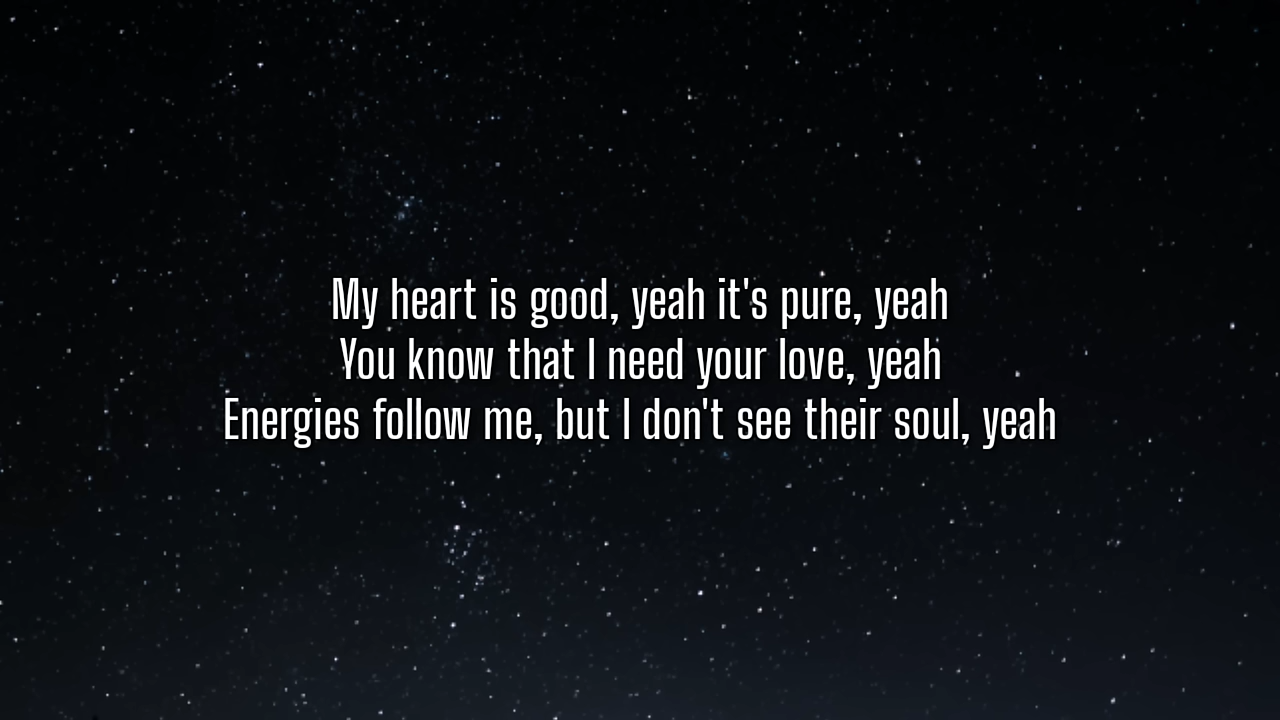 My heart is good, yeah it's pure, yeah
You know that I need your love, yeah
Energies follow me, but I don't see their soul, yeah